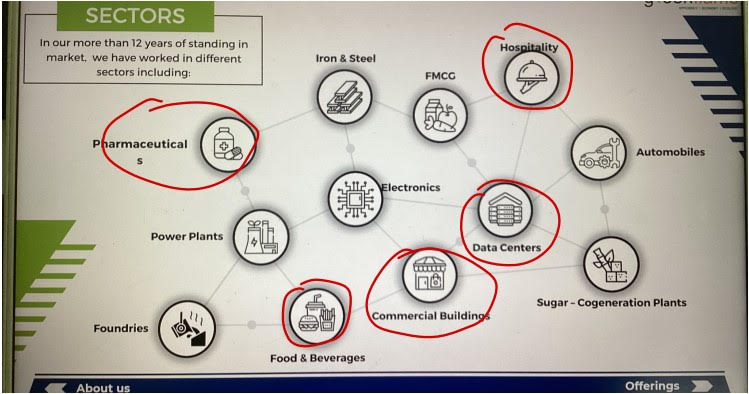 SECTORS
In our more than 12 years of standing in
market, we have worked in different
sectors including:
Hospitality
Iron & Steel
FMCG
Pharmaceutical
s
Automobiles
Electronics
Power Plants
Data Centers
Sugar – Cogeneration Plants
Commercial Buildings
Foundries
Food & Beverages
About us
Offerings